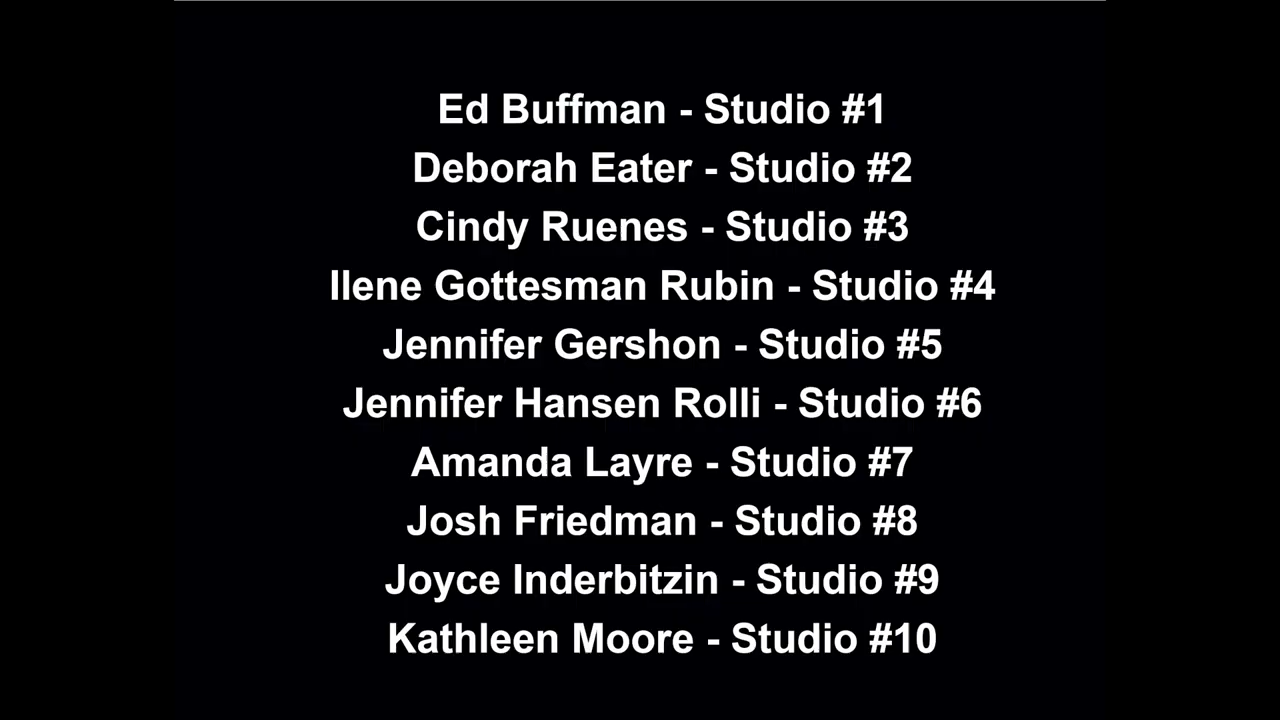 Ed Buffman - Studio #1
Deborah Eater - Studio #2
Cindy Ruenes - Studio #3
Ilene Gottesman Rubin - Studio #4
Jennifer Gershon - Studio #5
Jennifer Hansen Rolli - Studio #6
Amanda Layre - Studio #7
Josh Friedman - Studio #8
Joyce Inderbitzin - Studio #9
Kathleen Moore - Studio #10